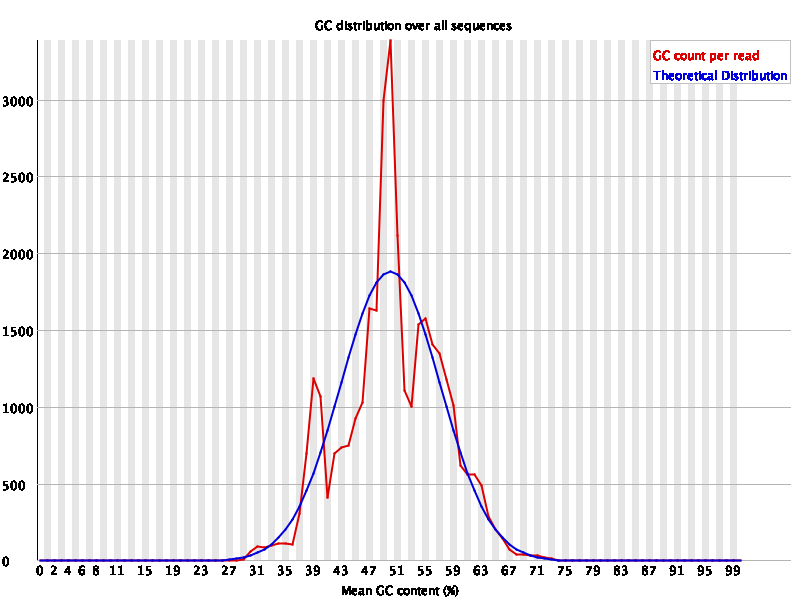 GC distribution over all sequences
GC count per read
Theoretical Distribution
3000
2500
2000
1500
1000
500
0
0 2 4 6 8 11 15 19 23 27 31 35 39 43 47 51 55 59 63 67 71 75 79 83 87 91 95 99
Mean GC content (%)